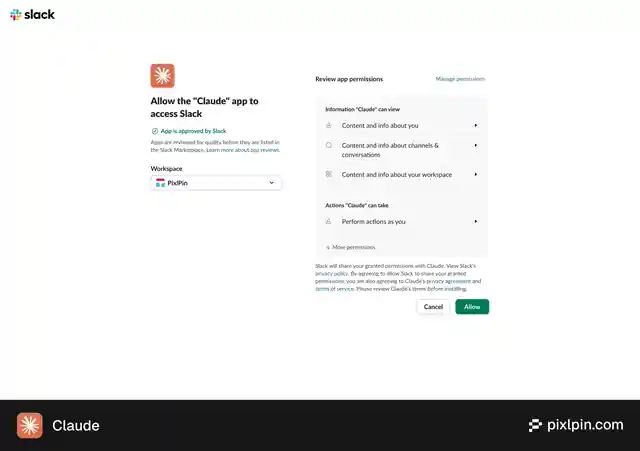 slack
Allow the "Claude" app to
access Slack
App is approved by Slack
Apps are reviewed for quality before they are listed
in the Slack Marketplace. Learn more about app reviews.
Workspace
PixlPin
Review app permissions
Manage permissions
Information "Claude" can view
Content and info about you
Content and info about channels &
conversations
Content and info about your workspace
Actions "Claude" can take
Perform actions as you
More permissions
Slack will share your granted permissions with Claude. View Slack's
privacy policy. By agreeing to allow Slack to share your granted
permissions, you are also agreeing to Claude's privacy agreement and
terms of service. Please review Claude's terms before installing.
Cancel
Allow
Claude
pixlpin.com